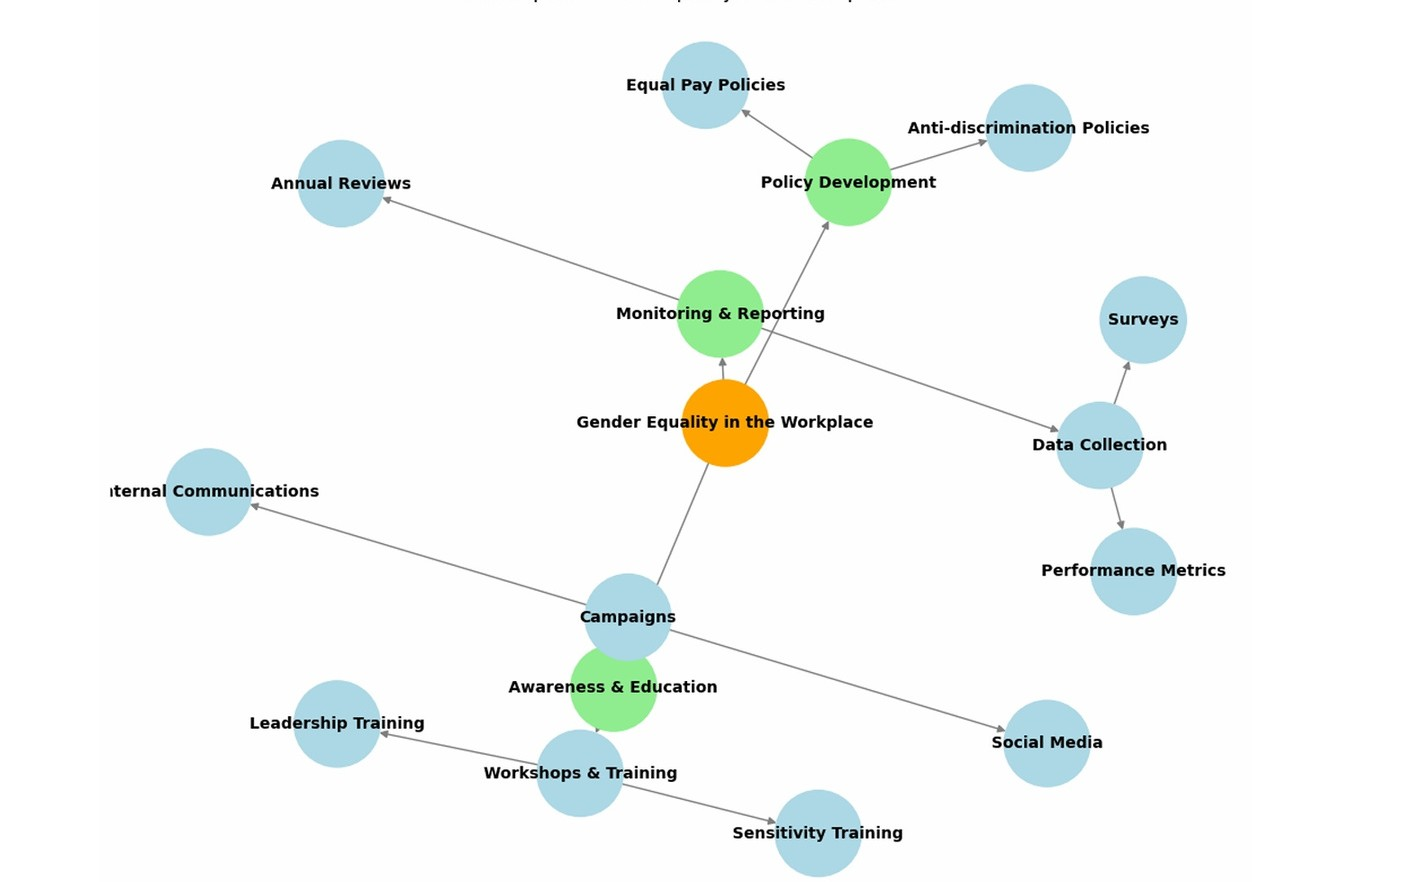 Equal Pay Policies
Anti-discrimination Policies
Policy Development
Annual Reviews
Monitoring & Reporting
Surveys
Gender Equality in the Workplace
Data Collection
nternal Communications
Performance Metrics
Campaigns
Awareness & Education
Leadership Training
Social Media
Workshops & Training
Sensitivity Training